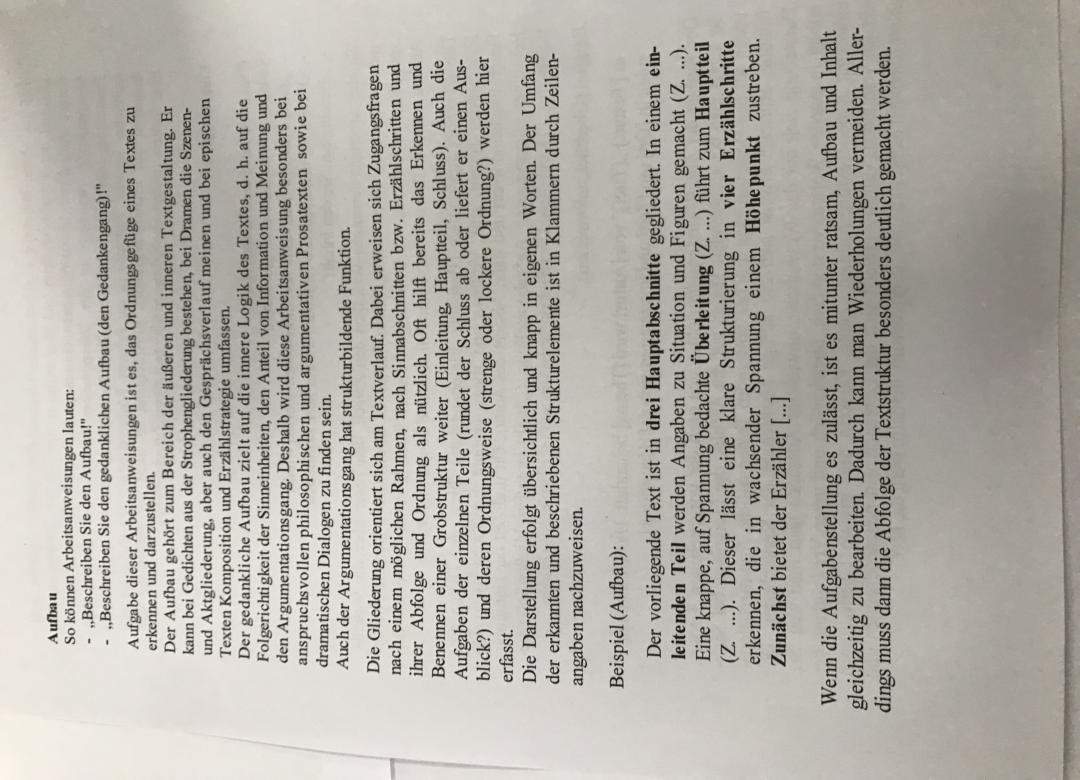 Aufbau
So können Arbeitsanweisungen lauten:
- „Beschreiben Sie den Aufbau!"
- „Beschreiben Sie den gedanklichen Aufbau (den Gedankengang)!"
Aufgabe dieser Arbeitsanweisungen ist es, das Ordnungsgefüge eines Textes zu
erkennen und darzustellen.
Der Aufbau gehört zum Bereich der äußeren und inneren Textgestaltung. Er
kann bei Gedichten aus der Strophengliederung bestehen, bei Dramen die Szenen-
und Aktgliederung, aber auch den Gesprächsverlauf meinen und bei epischen
Texten Komposition und Erzählstrategie umfassen.
Der gedankliche Aufbau zielt auf die innere Logik des Textes, d. h. auf die
Folgerichtigkeit der Sinneinheiten, den Anteil von Information und Meinung und
den Argumentationsgang. Deshalb wird diese Arbeitsanweisung besonders bei
anspruchsvollen philosophischen und argumentativen Prosatexten sowie bei
dramatischen Dialogen zu finden sein.
Auch der Argumentationsgang hat strukturbildende Funktion.
Die Gliederung orientiert sich am Textverlauf. Dabei erweisen sich Zugangsfragen
nach einem möglichen Rahmen, nach Sinnabschnitten bzw. Erzählschritten und
ihrer Abfolge und Ordnung als nützlich. Oft hilft bereits das Erkennen und
Benennen einer Grobstruktur weiter (Einleitung, Hauptteil, Schluss). Auch die
Aufgaben der einzelnen Teile (rundet der Schluss ab oder liefert er einen Aus-
blick?) und deren Ordnungsweise (strenge oder lockere Ordnung?) werden hier
erfasst.
Die Darstellung erfolgt übersichtlich und knapp in eigenen Worten. Der Umfang
der erkannten und beschriebenen Strukturelemente ist in Klammern durch Zeilen-
angaben nachzuweisen.
Beispiel (Aufbau):
Der vorliegende Text ist in drei Hauptabschnitte gegliedert. In einem ein-
leitenden Teil werden Angaben zu Situation und Figuren gemacht (Z. ...).
Eine knappe, auf Spannung bedachte Überleitung (Z. ...) führt zum Hauptteil
(Z. ...). Dieser lässt eine klare Strukturierung in vier Erzählschritte
erkennen, die in wachsender Spannung einem Höhepunkt zustreben.
Zunächst bietet der Erzähler [...]
Wenn die Aufgabenstellung es zulässt, ist es mitunter ratsam, Aufbau und Inhalt
gleichzeitig zu bearbeiten. Dadurch kann man Wiederholungen vermeiden. Aller-
dings muss dann die Abfolge der Textstruktur besonders deutlich gemacht werden.